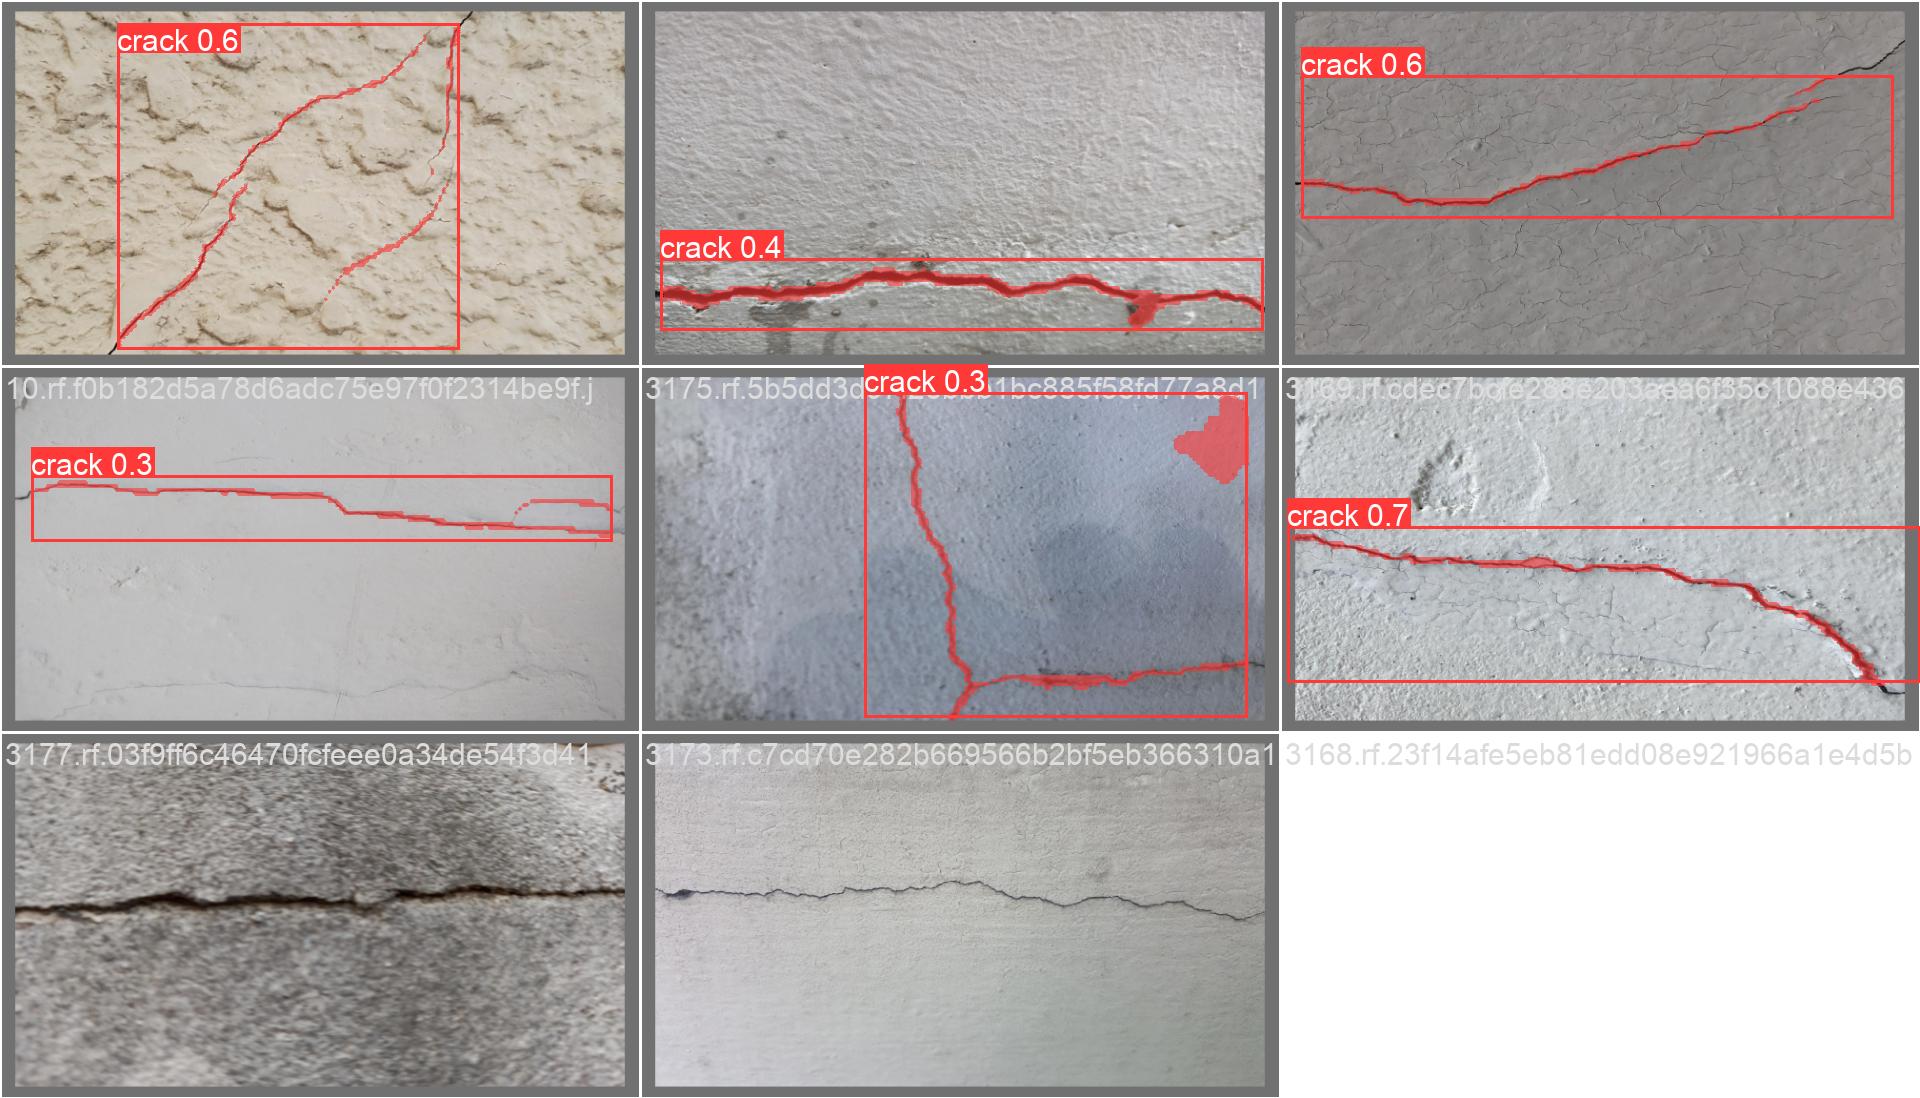 crack 0.6
crack 0.4
crack 0.6
10.rf.f0b182d5a78d6adc75e97f0f2314be9f.j
crack 0.3
crack 0.3
crack 0.7
3177.rf.03f9ff6c46470fcfeee0a34de54f3d41
3173.rf.c7cd70e282b669566b2bf5eb366310a1
3168.rf.23f14afe5eb81edd08e921966a1e4d5b